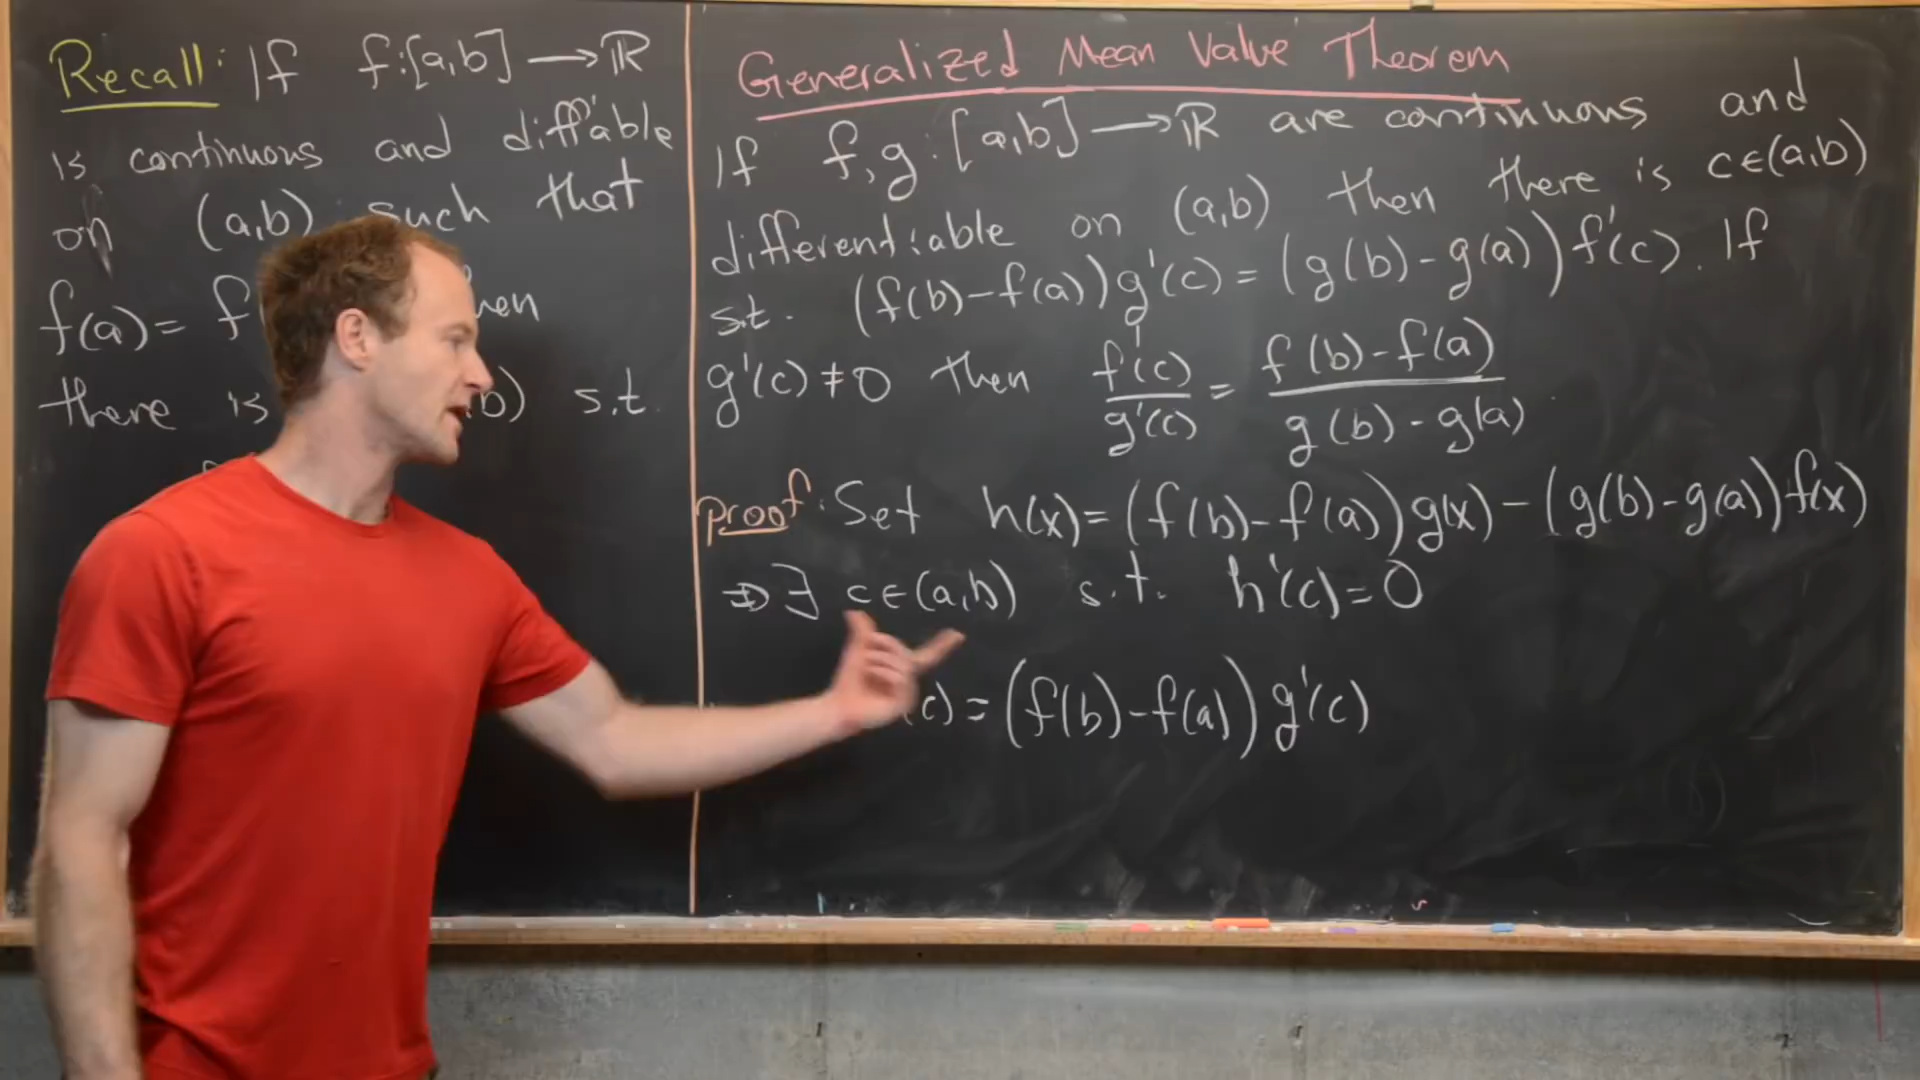 Recall: If f:[a,b] → ℝ
is continuous and diff'able
on (a,b) such that
f(a)= f
there is b) s.t.
Generalized Mean Value Theorem
If f,g:[a,b] → ℝ are continuous and
differentiable on (a,b) then there is c∈(a,b)
s.t. (f(b)-f(a))g'(c)=(g(b)-g(a))f'(c). If
g'(c)≠0 then f'(c)/g'(c) = f(b)-f(a)/g(b)-g(a).
proof: Set h(x)=(f(b)-f(a))g(x)-(g(b)-g(a))f(x)
⇒ ∃ c∈(a,b) s.t. h'(c)=0
(c)=(f(b)-f(a))g'(c)